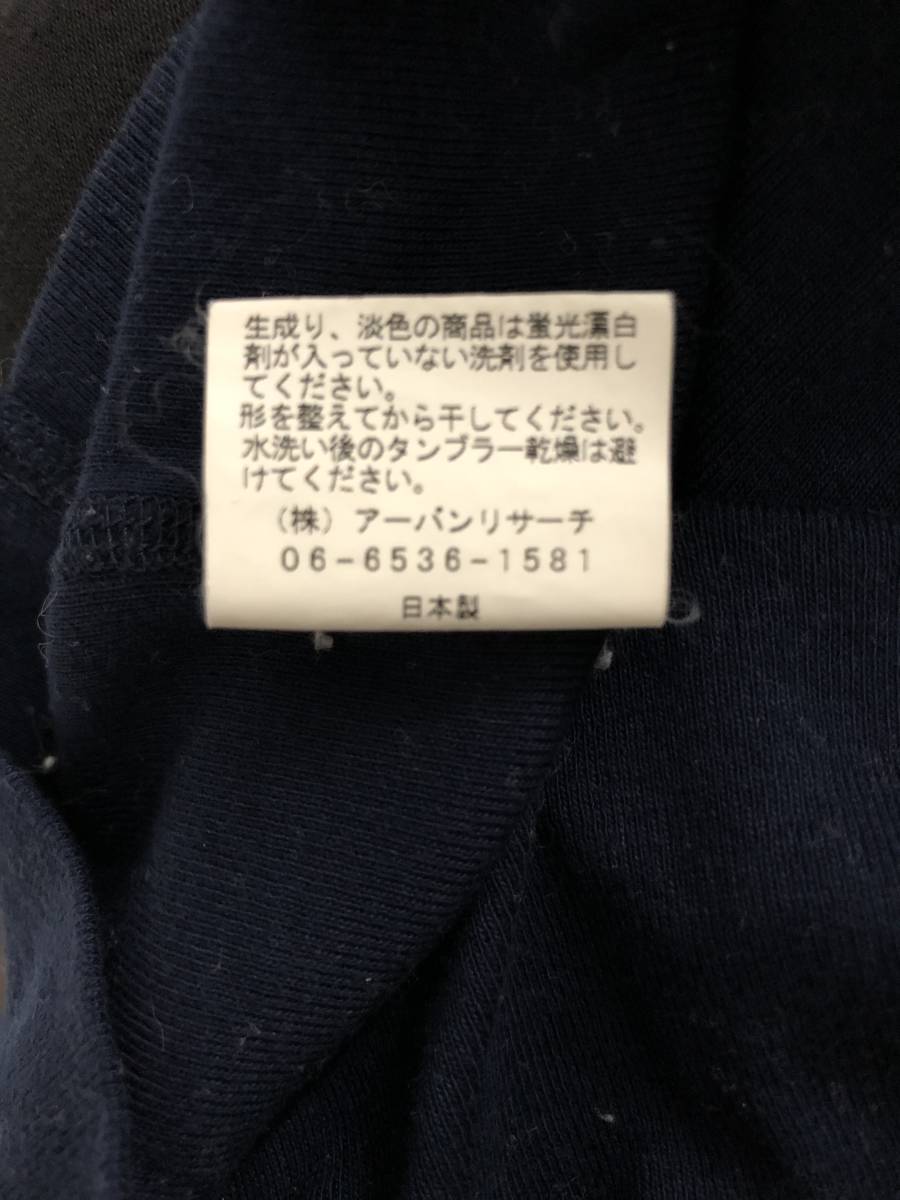 生成り、淡色の商品は蛍光漂白
剤が入っていない洗剤を使用し
てください。
形を整えてから干してください。
水洗い後のタンブラー乾燥は避
けてください。
（株）アーバンリサーチ
06-6536-1581
日本製